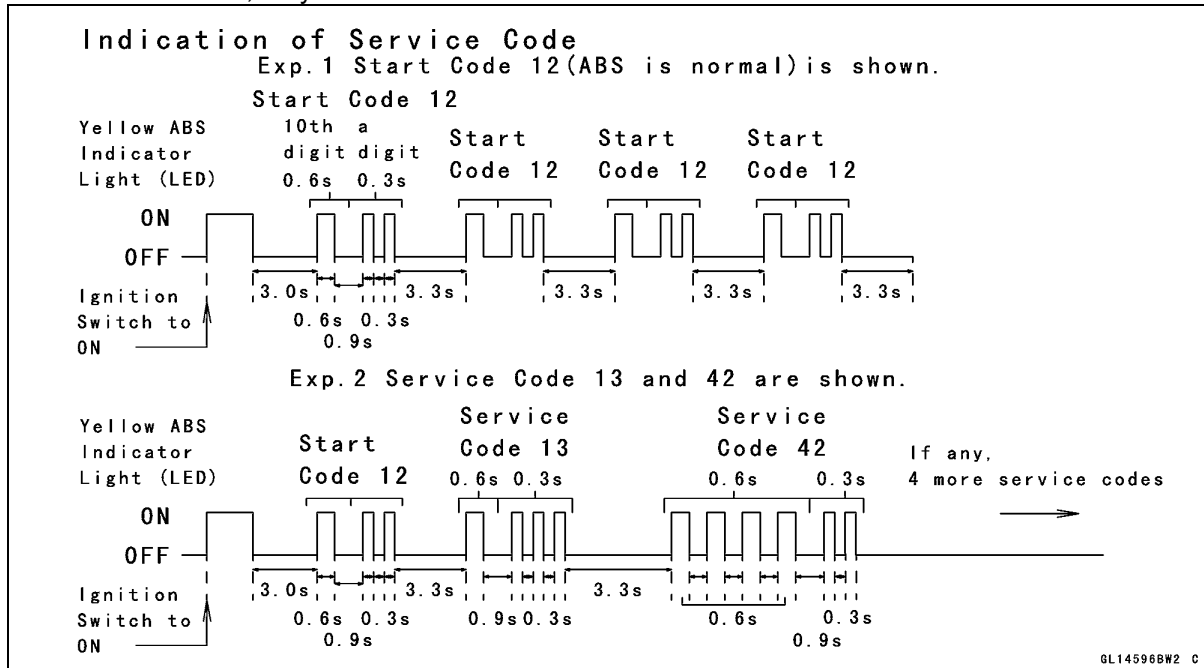 Indication of Service Code
Exp.1 Start Code 12(ABS is normal)is shown.
Start Code 12
Yellow ABS
Indicator
Light (LED)
10th a
digit digit
0.6s 0.3s
Start
Code 12
Start
Code 12
Start
Code 12
ON
OFF
3.0s
3.3s
3.3s
3.3s
3.3s
Ignition
Switch to
ON
0.6s 0.3s
0.9s
Exp.2 Service Code 13 and 42 are shown.
Yellow ABS
Indicator
Light (LED)
Start
Code 12
Service
Code 13
0.6s 0.3s
Service
Code 42
0.6s 0.3s
If any,
4 more service codes
ON
OFF
3.0s
3.3s
3.3s
Ignition
Switch to
ON
0.6s 0.3s
0.9s
0.9s 0.3s
0.6s
0.3s
0.9s
GL14596BW2 C